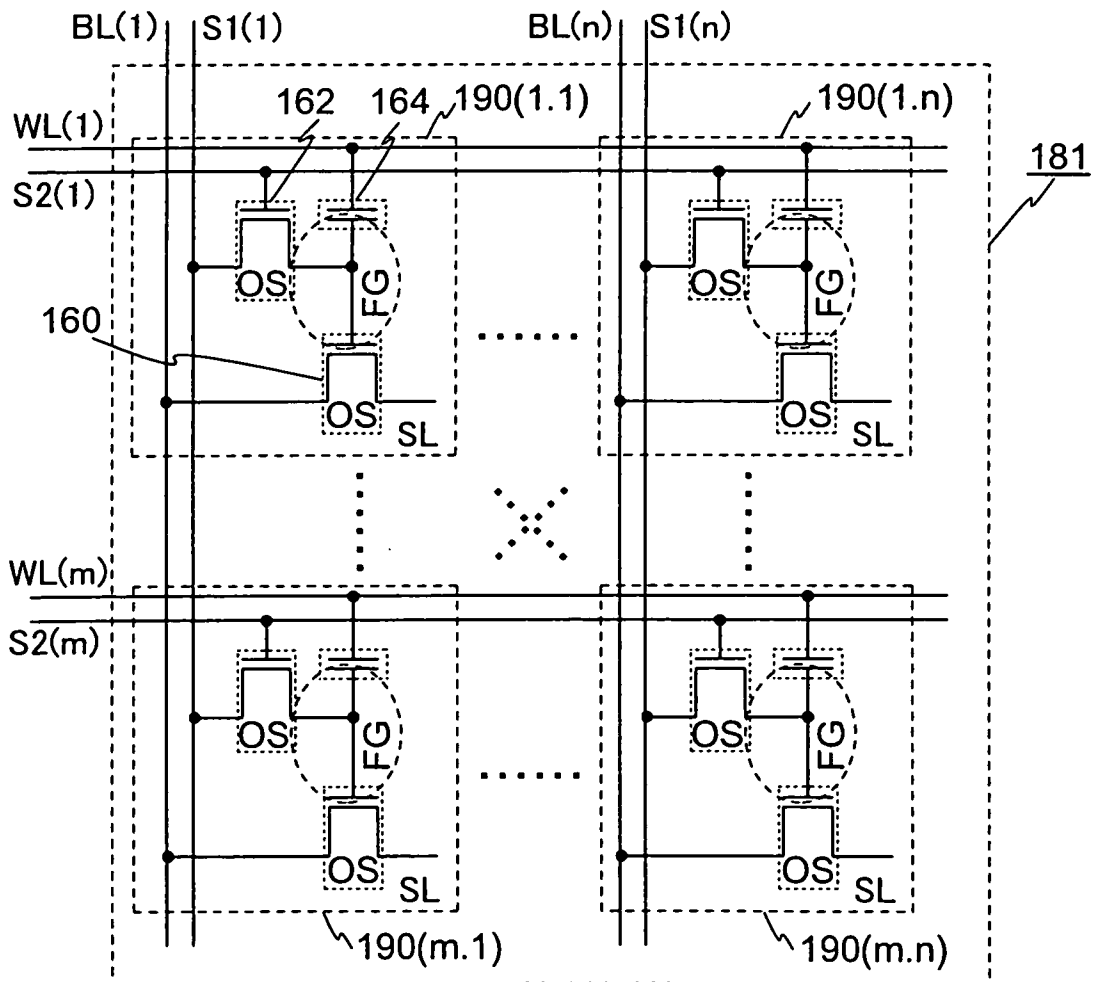 BL(1) S1(1) BL(n) S1(n)
162 164 190(1.1) 190(1.n)
WL(1)
S2(1)
181
OS FG OS FG
160
OS SL OS SL
WL(m)
S2(m)
OS FG OS FG
OS SL OS SL
190(m.1) 190(m.n)